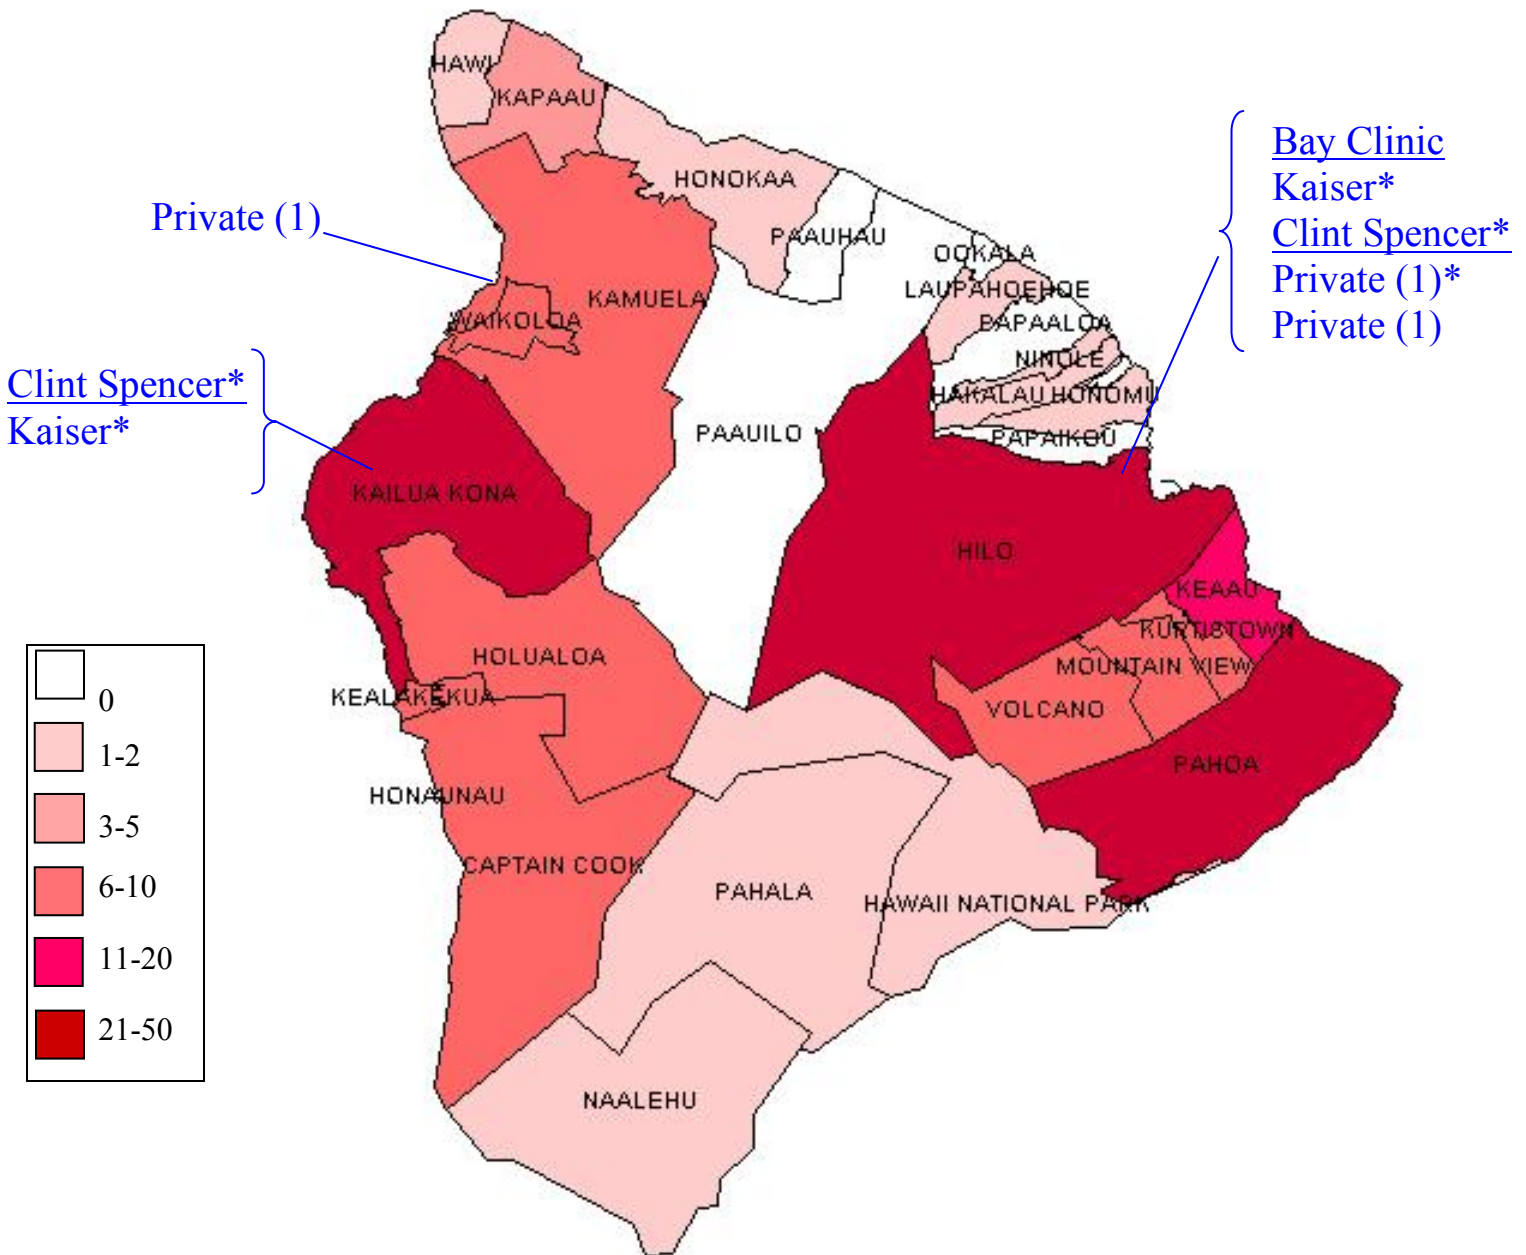 HAWI
KAPAAU
HONOKAA
PAAUHAU
OOKALA
LAUPAHOEHOE
PAPAALOA
NINOLE
HAKALAU HONOMU
PAPAIKOU
Bay Clinic
Kaiser*
Clint Spencer*
Private (1)*
Private (1)
Private (1)
KAMUELA
WAIKOLOA
Clint Spencer*
Kaiser*
PAAUILO
KAILUA KONA
HILO
KEAAU
KURTISTOWN
MOUNTAIN VIEW
VOLCANO
HOLUALOA
KEALAKEKUA
PAHOA
HONAUNAU
CAPTAIN COOK
PAHALA
HAWAII NATIONAL PARK
NAALEHU
0
1-2
3-5
6-10
11-20
21-50